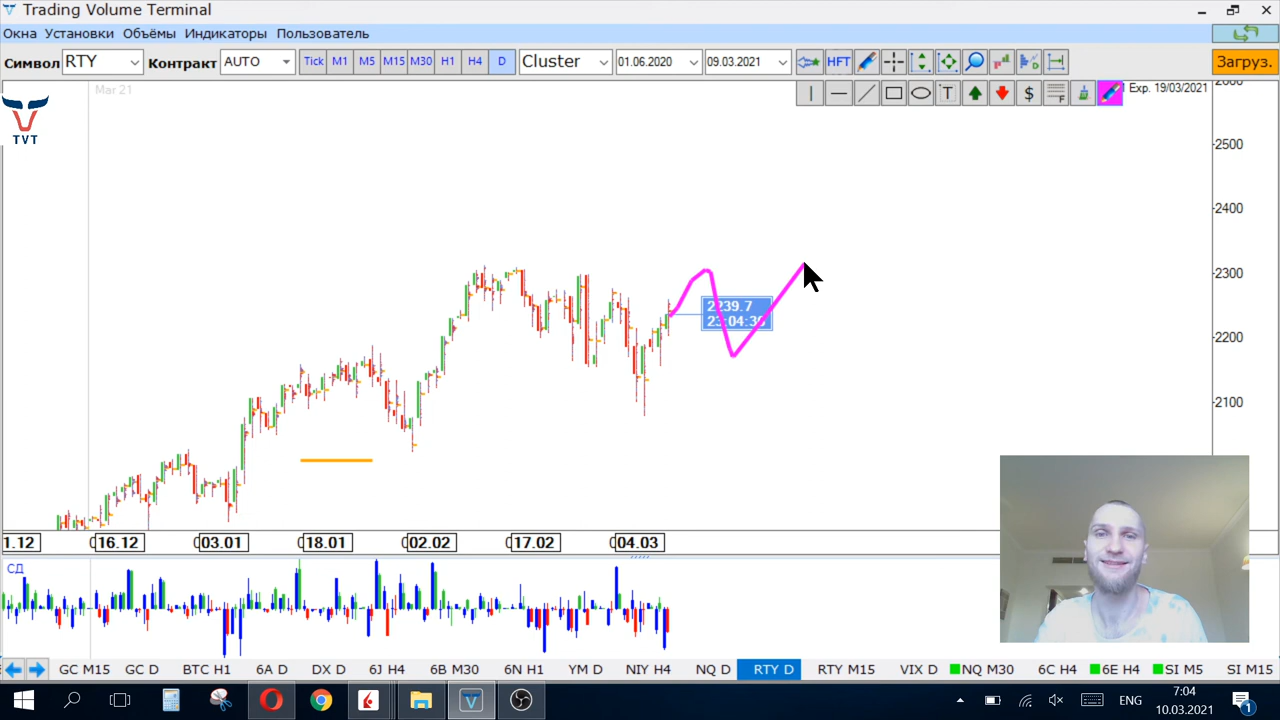 Trading Volume Terminal
Окна Установки Объёмы Индикаторы Пользователь
Символ RTY Контракт AUTO Tick M1 M5 M15 M30 H1 H4 D Cluster 01.06.2020 09.03.2021 HFT Загруз.
T $ F
Mar 21
Exp. 19/03/2021
TVT
2500
2400
2300
2239.7
2200
2100
1.12 16.12 03.01 18.01 02.02 17.02 04.03
СД
GC M15 GC D BTC H1 6A D DX D 6J H4 6B M30 6N H1 YM D NIY H4 NQ D RTY D RTY M15 VIX D NQ M30 6C H4 6E H4 SI M5 SI M15
ENG
7:04
10.03.2021
1